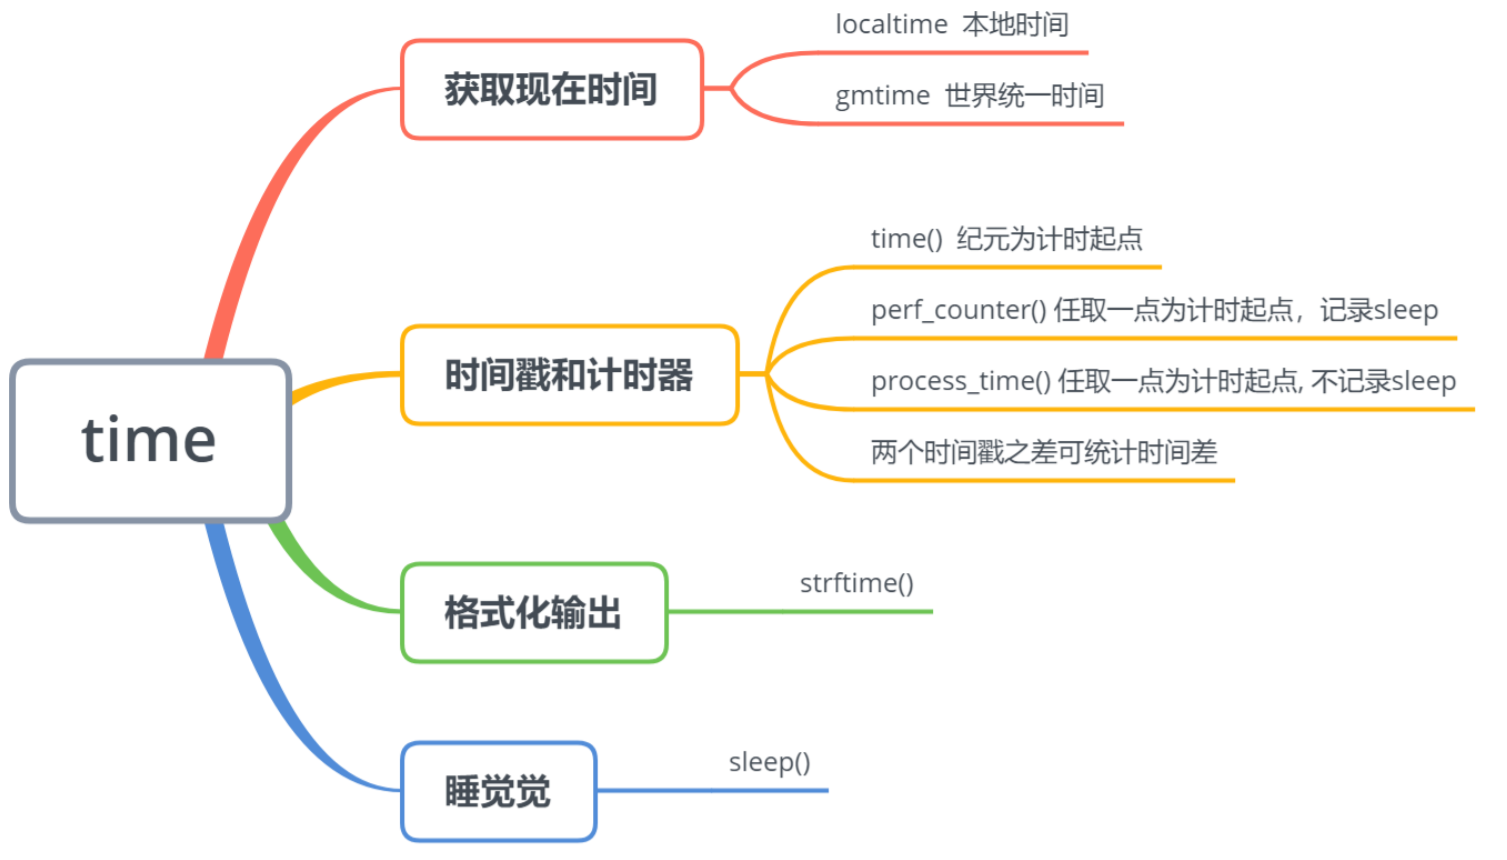 time
获取现在时间
localtime 本地时间
gmtime 世界统一时间
时间戳和计时器
time() 纪元为计时起点
perf_counter() 任取一点为计时起点，记录sleep
process_time() 任取一点为计时起点, 不记录sleep
两个时间戳之差可统计时间差
格式化输出
strftime()
睡觉觉
sleep()